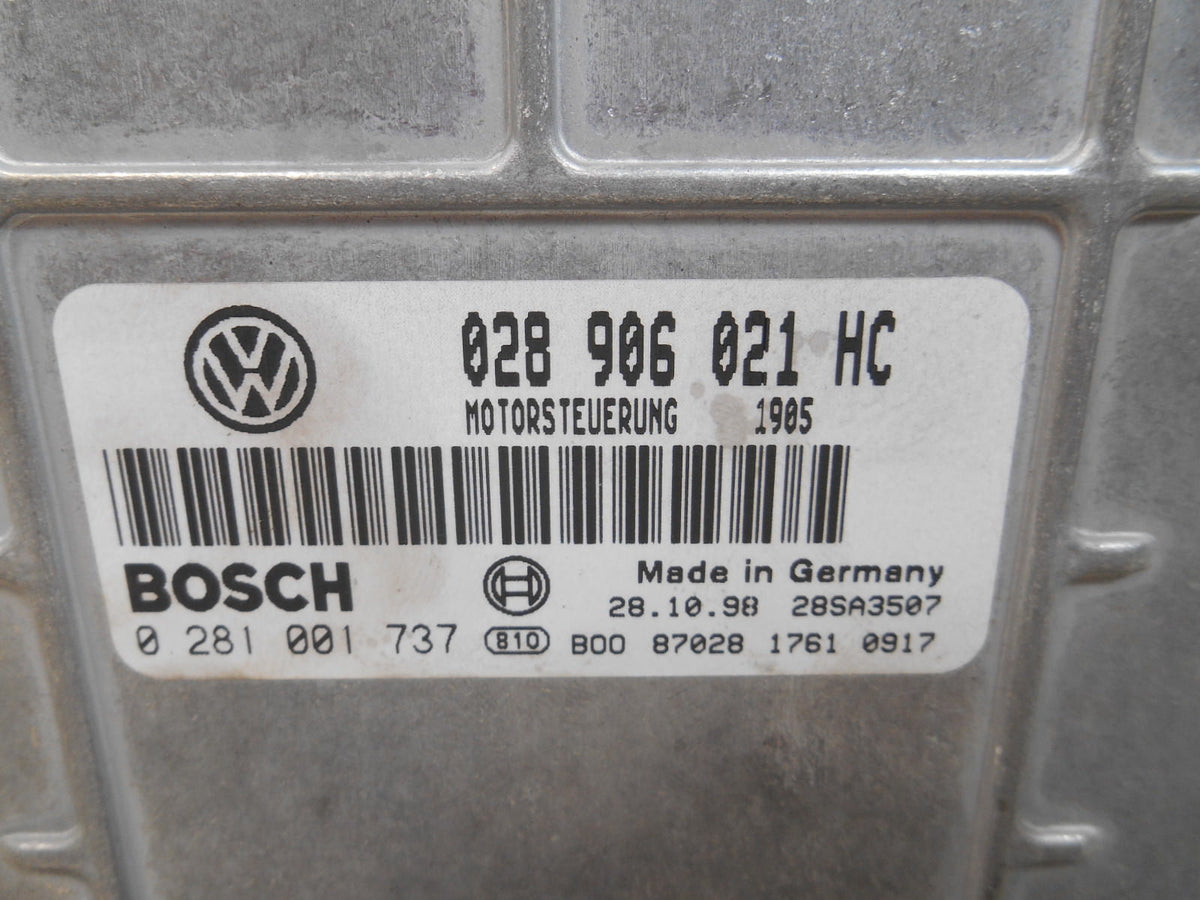 028 906 021 HC
MOTORSTEUERUNG 1905
BOSCH
Made in Germany
28.10.98 28SA3507
0 281 001 737 810 B00 87028 1761 0917